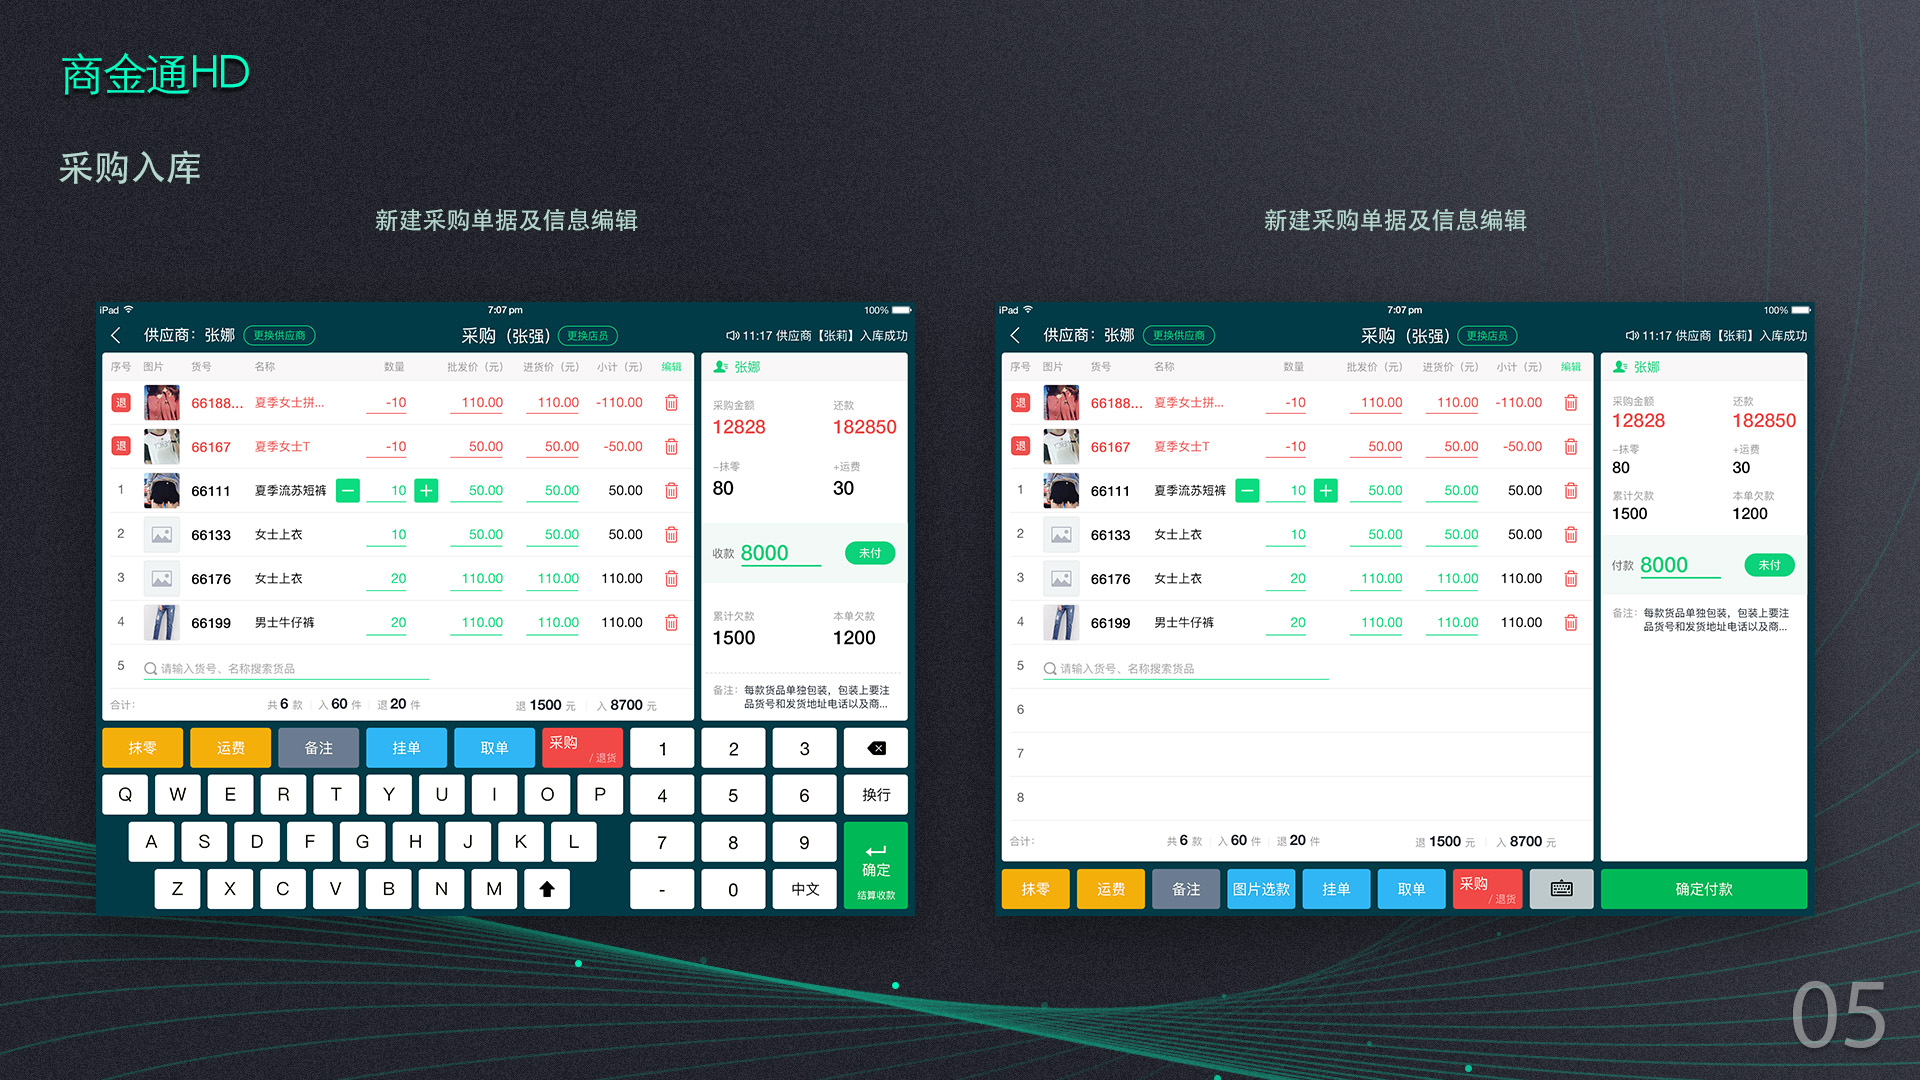 商金通HD
采购入库
新建采购单据及信息编辑
iPad 7:07 pm 100%
供应商：张娜 更换供应商 采购（张强） 更换店员 11:17 供应商【张莉】入库成功
序号 图片 货号 名称 数量 批发价（元） 进货价（元） 小计（元） 编辑
退 66188... 夏季女士拼... -10 110.00 110.00 -110.00
退 66167 夏季女士T -10 50.00 50.00 -50.00
1 66111 夏季流苏短裤 − 10 + 50.00 50.00 50.00
2 66133 女士上衣 10 50.00 50.00 50.00
3 66176 女士上衣 20 110.00 110.00 110.00
4 66199 男士牛仔裤 20 110.00 110.00 110.00
5 请输入货号、名称搜索货品
合计： 共 6 款 入 60 件 退 20 件 退 1500 元 入 8700 元
张娜
采购金额 还款
12828 182850
−抹零 +运费
80 30
收款 8000 未付
累计欠款 本单欠款
1500 1200
备注： 每款货品单独包装，包装上要注
品货号和发货地址电话以及商...
抹零 运费 备注 挂单 取单 采购 / 退货 1 2 3
Q W E R T Y U I O P 4 5 6 换行
A S D F G H J K L 7 8 9 确定
结算收款
Z X C V B N M - 0 中文
新建采购单据及信息编辑
iPad 7:07 pm 100%
供应商：张娜 更换供应商 采购（张强） 更换店员 11:17 供应商【张莉】入库成功
序号 图片 货号 名称 数量 批发价（元） 进货价（元） 小计（元） 编辑
退 66188... 夏季女士拼... -10 110.00 110.00 -110.00
退 66167 夏季女士T -10 50.00 50.00 -50.00
1 66111 夏季流苏短裤 − 10 + 50.00 50.00 50.00
2 66133 女士上衣 10 50.00 50.00 50.00
3 66176 女士上衣 20 110.00 110.00 110.00
4 66199 男士牛仔裤 20 110.00 110.00 110.00
5 请输入货号、名称搜索货品
6
7
8
合计： 共 6 款 入 60 件 退 20 件 退 1500 元 入 8700 元
张娜
采购金额 还款
12828 182850
−抹零 +运费
80 30
累计欠款 本单欠款
1500 1200
付款 8000 未付
备注： 每款货品单独包装，包装上要注
品货号和发货地址电话以及商...
抹零 运费 备注 图片选款 挂单 取单 采购 / 退货 确定付款
05